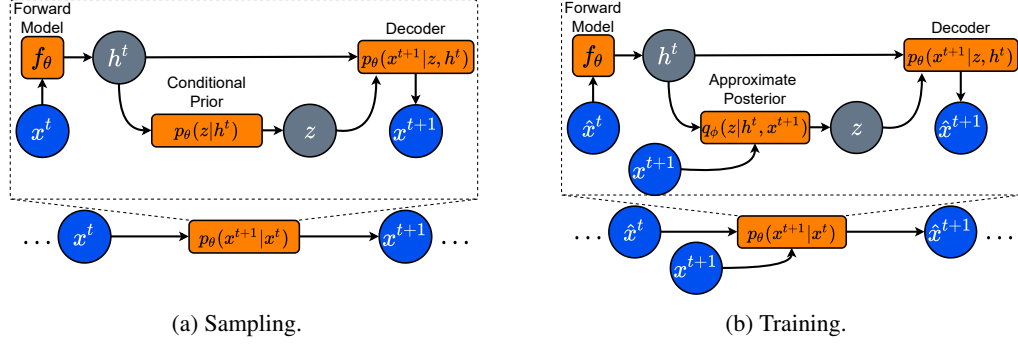 Forward
Model
f_θ
h^t
Decoder
p_θ(x^{t+1}|z, h^t)
Conditional
Prior
x^t
p_θ(z|h^t)
z
x^{t+1}
... x^t
p_θ(x^{t+1}|x^t)
x^{t+1} ...
(a) Sampling.
Forward
Model
f_θ
h^t
Decoder
p_θ(x^{t+1}|z, h^t)
Approximate
Posterior
x̂^t
q_ϕ(z|h^t, x^{t+1})
z
x̂^{t+1}
x^{t+1}
... x̂^t
p_θ(x^{t+1}|x^t)
x̂^{t+1} ...
x^{t+1}
(b) Training.